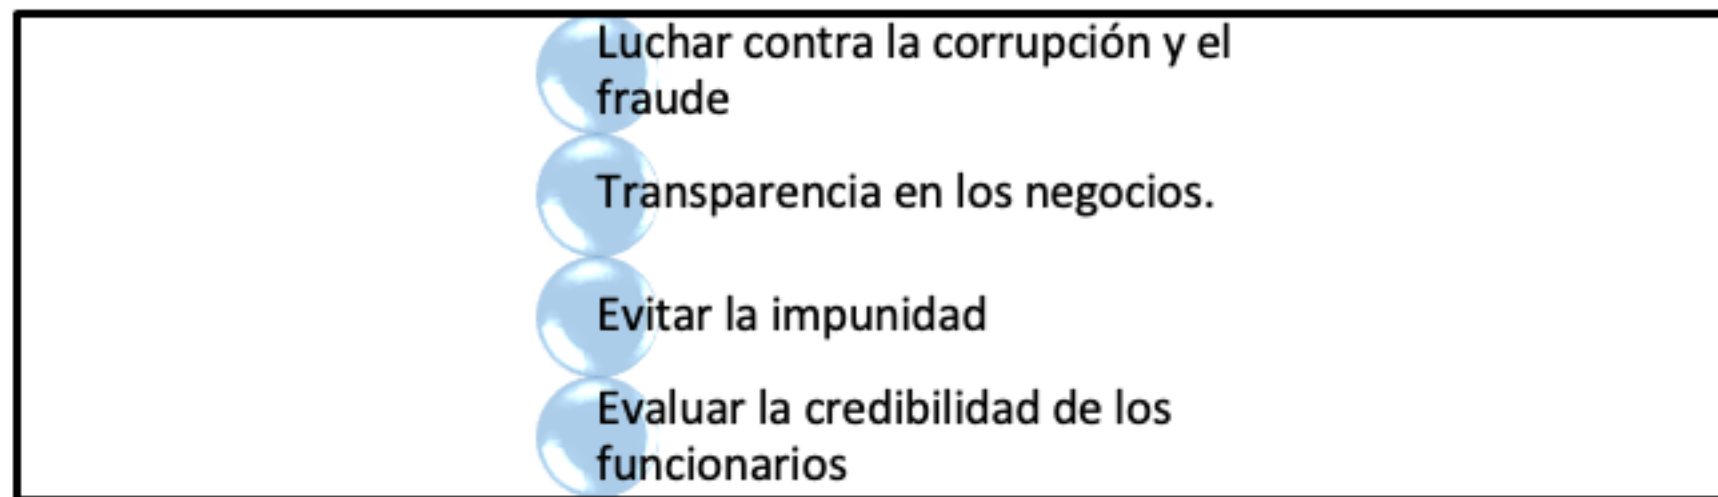 Luchar contra la corrupción y el
fraude
Transparencia en los negocios.
Evitar la impunidad
Evaluar la credibilidad de los
funcionarios